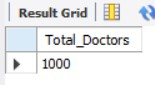 Result Grid
Total_Doctors
1000